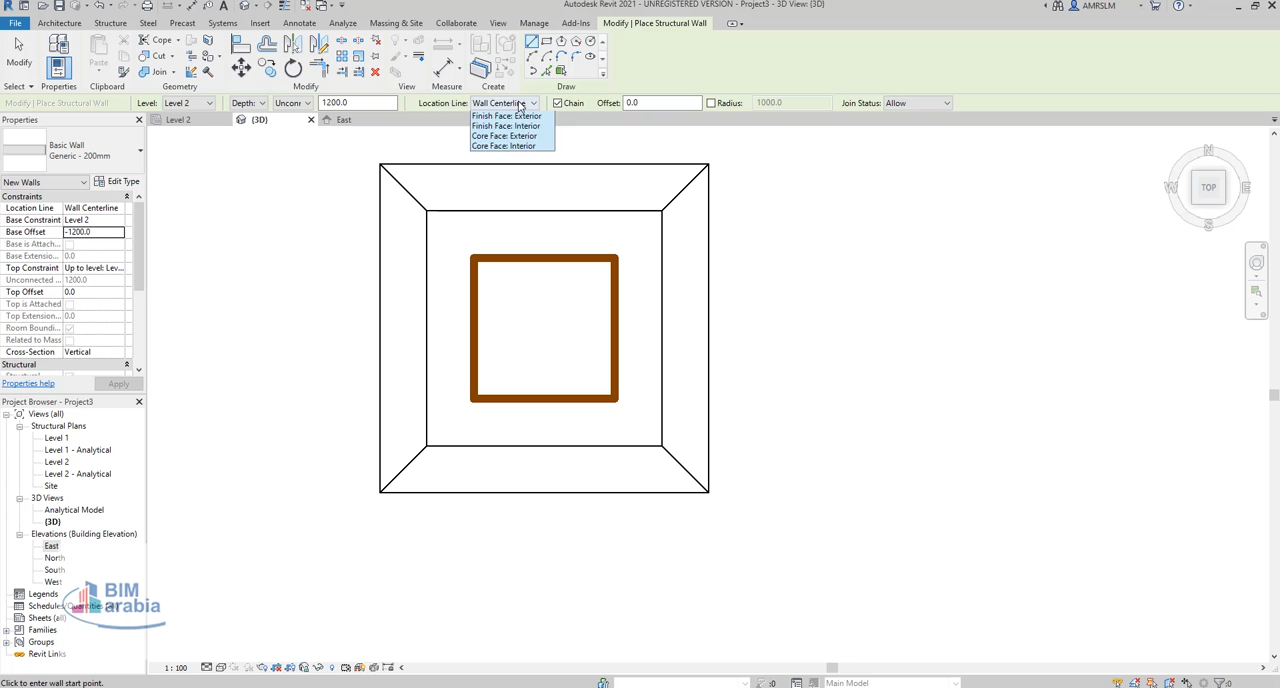 Autodesk Revit 2021 - UNREGISTERED VERSION - Project3 - 3D View: {3D}
AMRSLM
File Architecture Structure Steel Precast Systems Insert Annotate Analyze Massing & Site Collaborate View Manage Add-Ins Modify | Place Structural Wall
Modify
Paste
Cope
Cut
Join
Select Properties Clipboard Geometry Modify View Measure Create Draw
Modify | Place Structural Wall Level: Level 2 Depth: Unconr 1200.0 Location Line: Wall Centerline Chain Offset: 0.0 Radius: 1000.0 Join Status: Allow
Finish Face: Exterior
Finish Face: Interior
Core Face: Exterior
Core Face: Interior
Properties
Level 2 {3D} East
Basic Wall
Generic - 200mm
New Walls Edit Type
Constraints
Location Line Wall Centerline
Base Constraint Level 2
Base Offset -1200.0
Base is Attach...
Base Extensio... 0.0
Top Constraint Up to level: Lev...
Unconnected ... 1200.0
Top Offset 0.0
Top is Attached
Top Extension... 0.0
Room Boundi...
Related to Mass
Cross-Section Vertical
Structural
Properties help Apply
Project Browser - Project3
Views (all)
Structural Plans
Level 1
Level 1 - Analytical
Level 2
Level 2 - Analytical
Site
3D Views
Analytical Model
{3D}
Elevations (Building Elevation)
East
North
South
West
Legends
Schedules/Quantities (all)
Sheets (all)
Families
Groups
Revit Links
BIM
arabia
N
W TOP E
S
1 : 100
Click to enter wall start point.
:0 Main Model :0